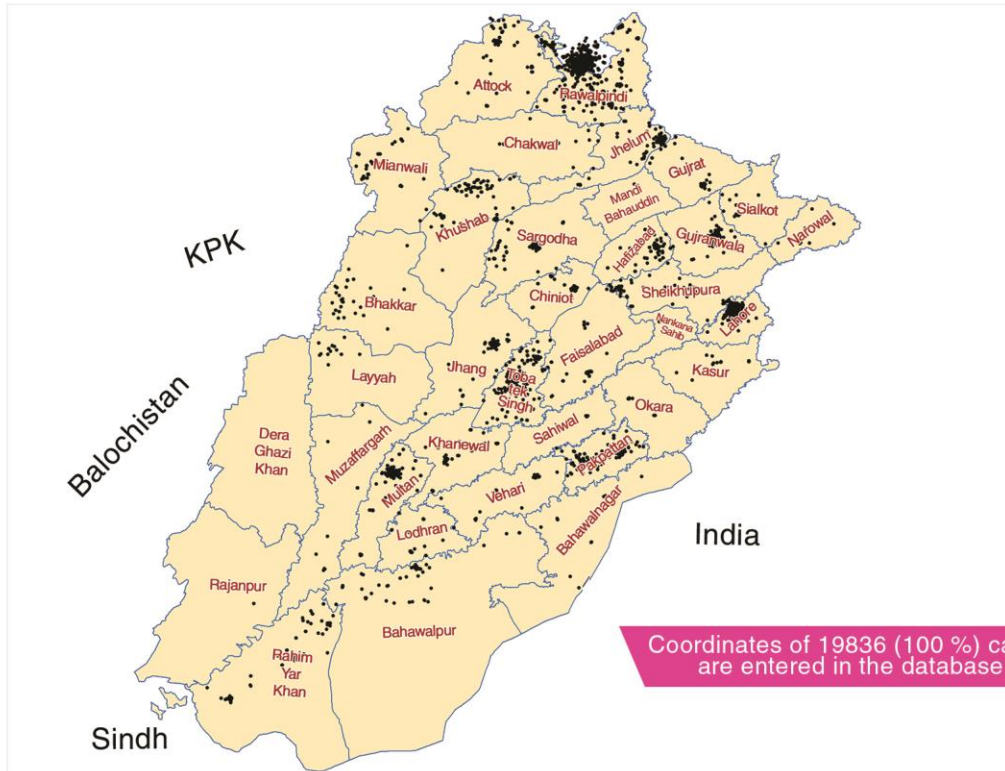 Attock
Rawalpindi
Chakwal
Jhelum
Mianwali
Gujrat
Mandi
Bahauddin
Sialkot
Khushab
Narowal
KPK
Sargodha
Hafizabad
Gujranwala
Bhakkar
Chiniot
Sheikhupura
Lahore
Nankana
Sahib
Faisalabad
Jhang
Kasur
Layyah
Toba
tek
Singh
Okara
Balochistan
Dera
Ghazi
Khan
Muzaffargarh
Khanewal
Sahiwal
Pakpattan
Multan
Vehari
Bahawalnagar
Lodhran
India
Rajanpur
Bahawalpur
Rahim
Yar
Khan
Coordinates of 19836 (100 %) ca
are entered in the database
Sindh